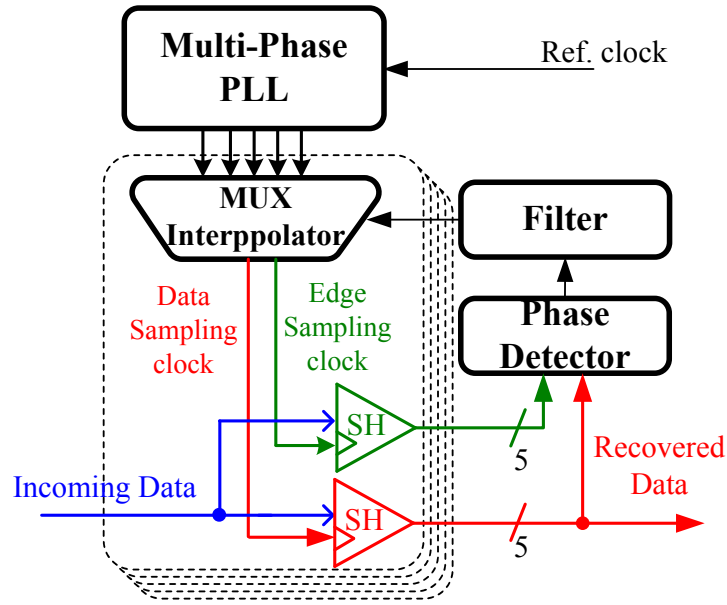 Multi-Phase
PLL
Ref. clock
MUX
Interppolator
Filter
Data
Sampling
clock
Edge
Sampling
clock
Phase
Detector
SH
5
Recovered
Data
Incoming Data
SH
5